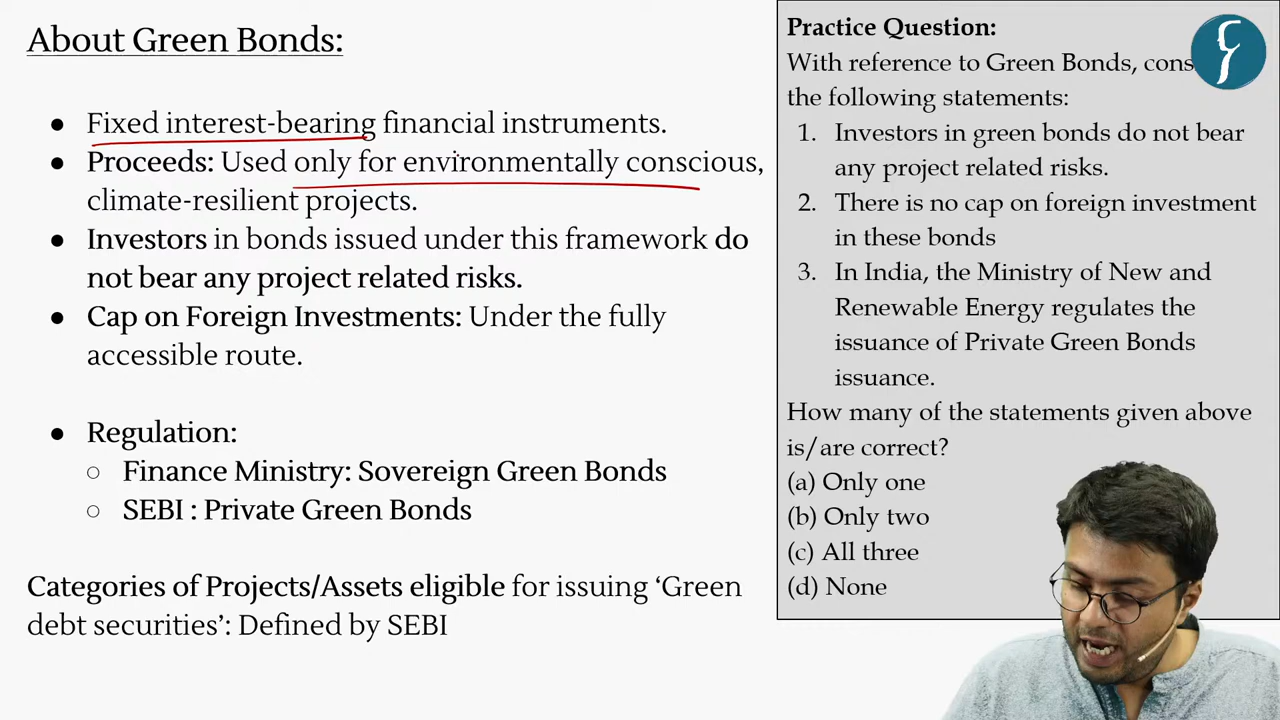 About Green Bonds:
● Fixed interest-bearing financial instruments.
● Proceeds: Used only for environmentally conscious,
climate-resilient projects.
● Investors in bonds issued under this framework do
not bear any project related risks.
● Cap on Foreign Investments: Under the fully
accessible route.
● Regulation:
○ Finance Ministry: Sovereign Green Bonds
○ SEBI : Private Green Bonds
Categories of Projects/Assets eligible for issuing ‘Green
debt securities’: Defined by SEBI
Practice Question:
With reference to Green Bonds,
the following statements:
1. Investors in green bonds do not bear
any project related risks.
2. There is no cap on foreign investment
in these bonds
3. In India, the Ministry of New and
Renewable Energy regulates the
issuance of Private Green Bonds
issuance.
How many of the statements given above
is/are correct?
(a) Only one
(b) Only two
(c) All three
(d) None